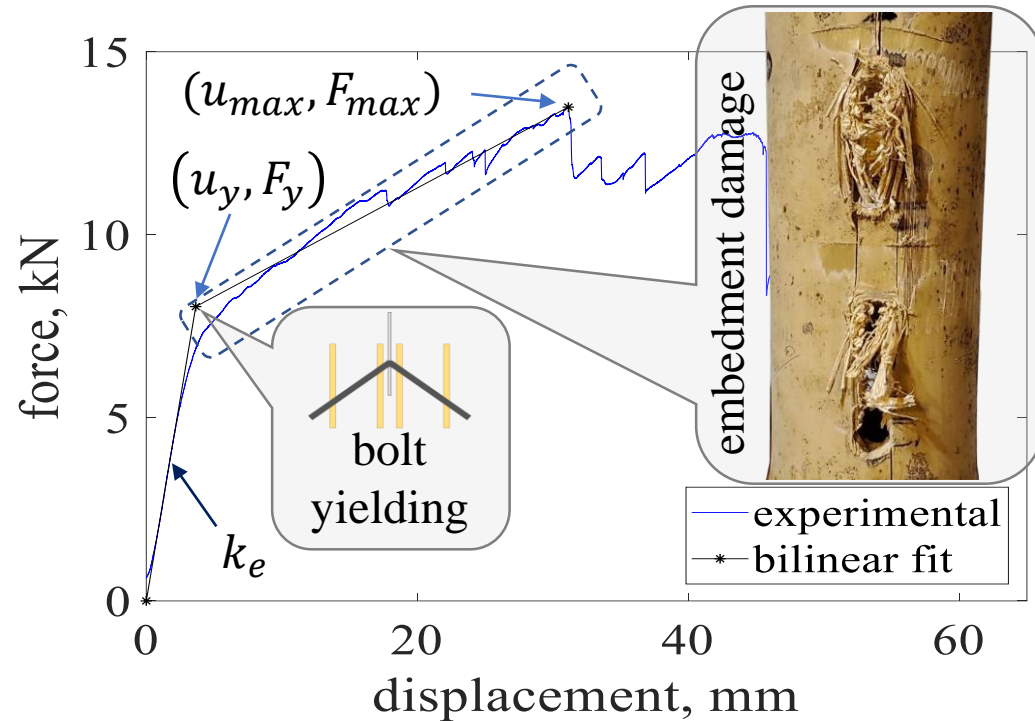 15
10
5
0
0
20
40
60
force, kN
displacement, mm
(u_max, F_max)
(u_y, F_y)
k_e
bolt
yielding
embedment damage
experimental
bilinear fit